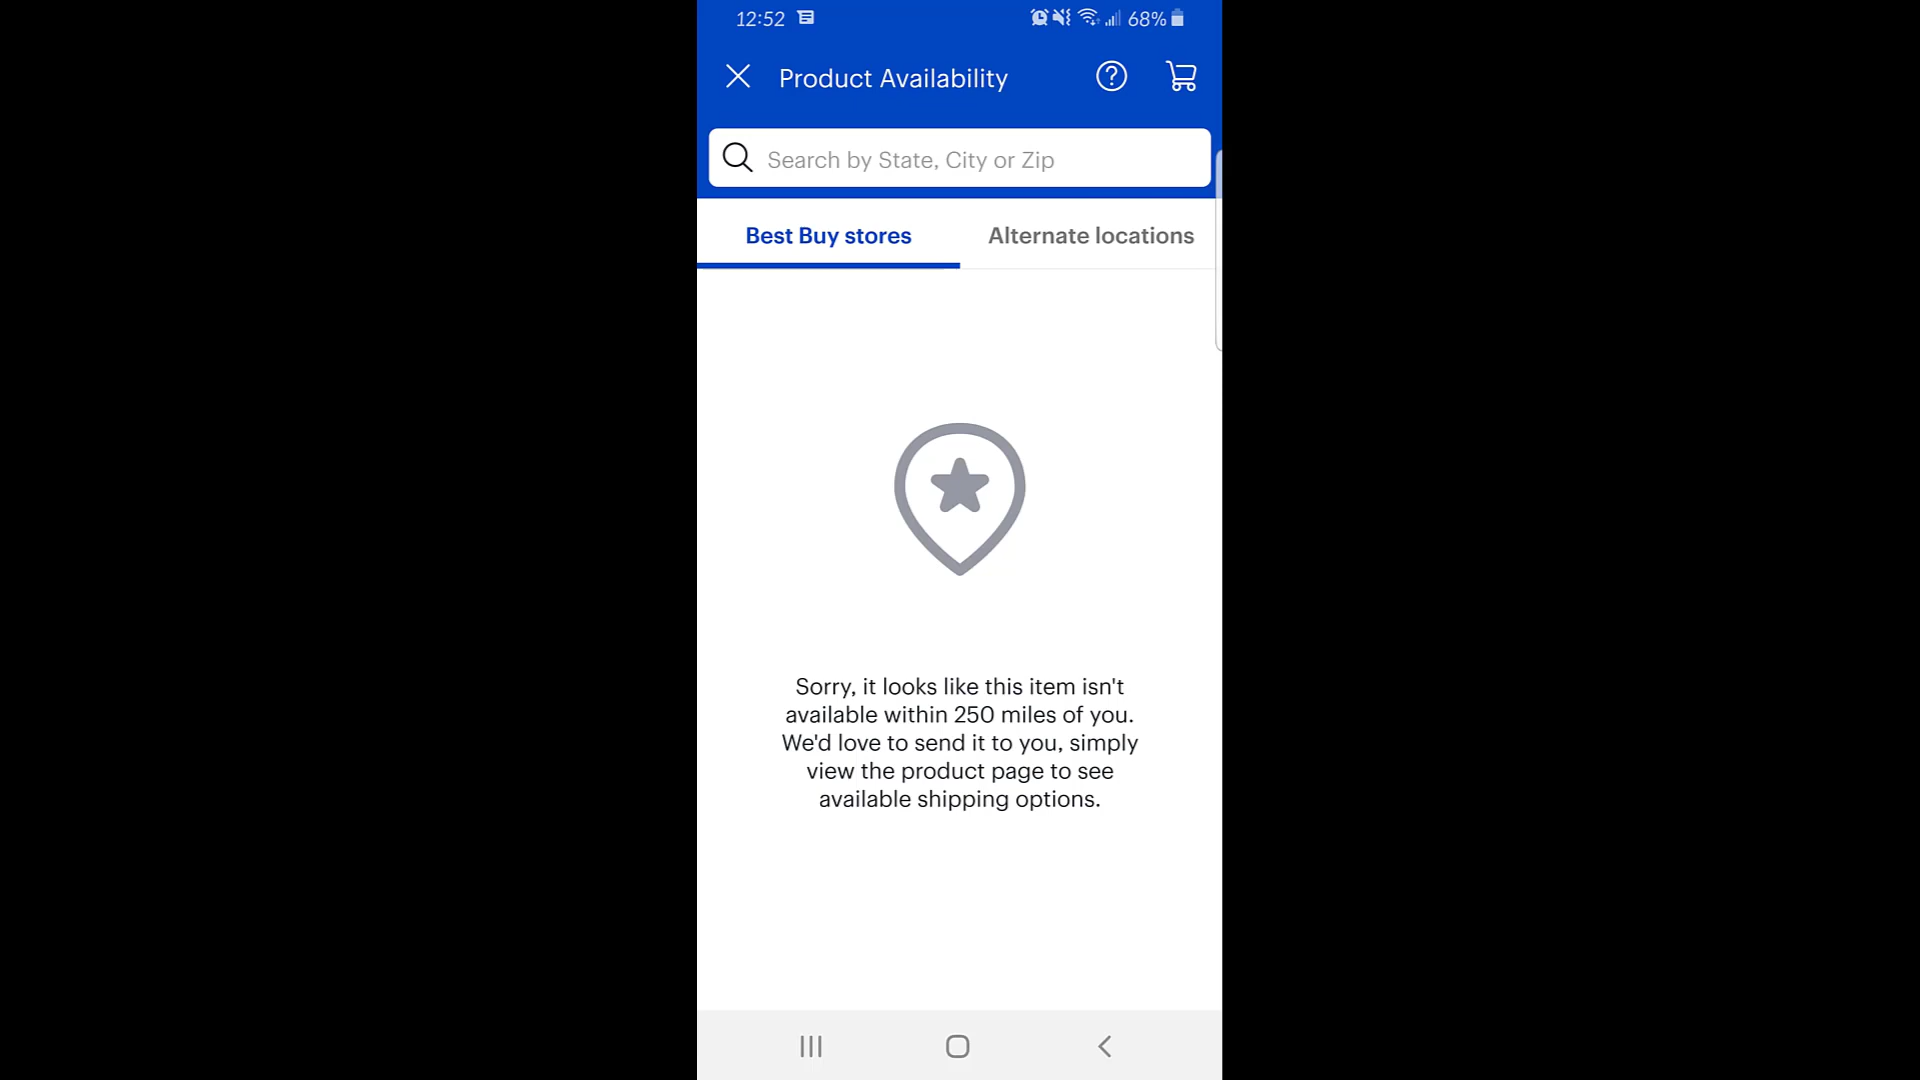 12:52
68%
Product Availability
Search by State, City or Zip
Best Buy stores
Alternate locations
Sorry, it looks like this item isn't
available within 250 miles of you.
We'd love to send it to you, simply
view the product page to see
available shipping options.